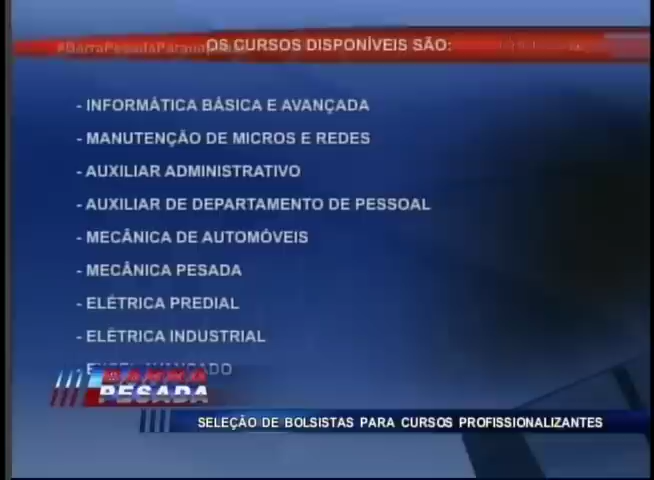 OS CURSOS DISPONÍVEIS SÃO:
- INFORMÁTICA BÁSICA E AVANÇADA
- MANUTENÇÃO DE MICROS E REDES
- AUXILIAR ADMINISTRATIVO
- AUXILIAR DE DEPARTAMENTO DE PESSOAL
- MECÂNICA DE AUTOMÓVEIS
- MECÂNICA PESADA
- ELÉTRICA PREDIAL
- ELÉTRICA INDUSTRIAL
BARRA
PESADA
SELEÇÃO DE BOLSISTAS PARA CURSOS PROFISSIONALIZANTES